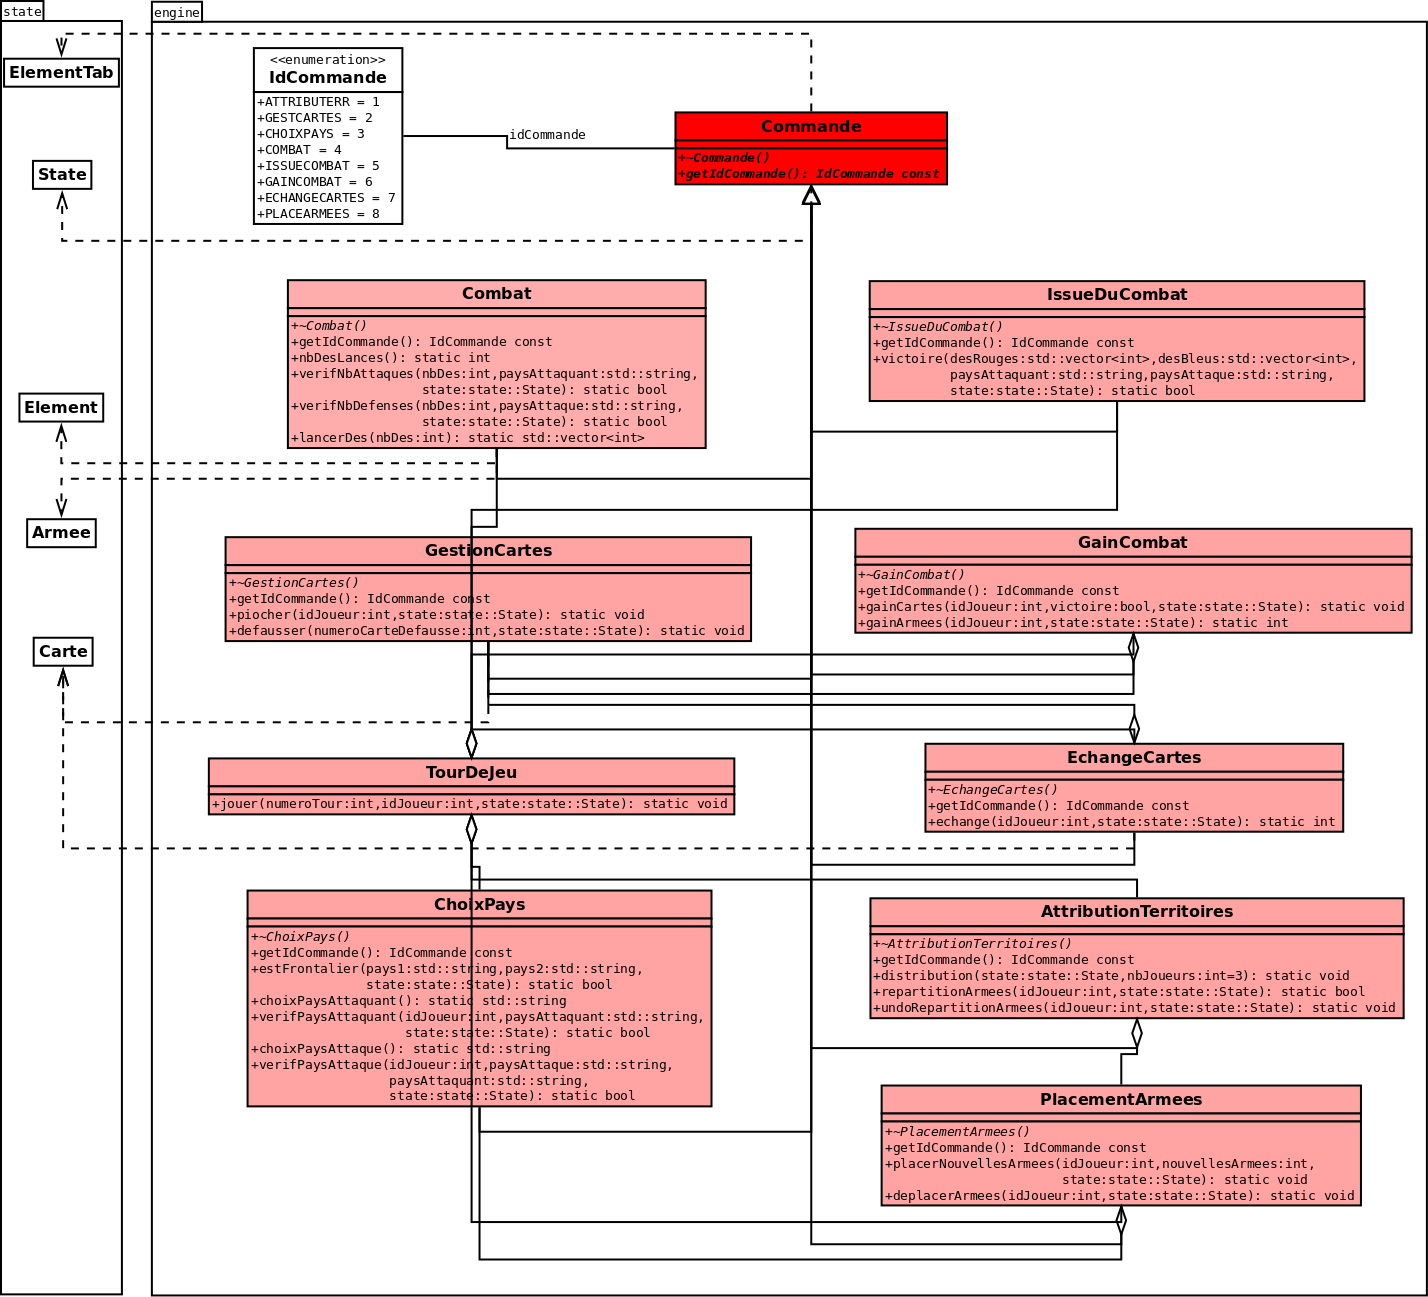 state
engine
ElementTab
<<enumeration>>
IdCommande
+ATTRIBUTERR = 1
+GESTCARTES = 2
+CHOIXPAYS = 3
+COMBAT = 4
+ISSUECOMBAT = 5
+GAINCOMBAT = 6
+ECHANGECARTES = 7
+PLACEARMEES = 8
idCommande
Commande
+~Commande()
+getIdCommande(): IdCommande const
State
Combat
+~Combat()
+getIdCommande(): IdCommande const
+nbDesLances(): static int
+verifNbAttaques(nbDes:int,paysAttaquant:std::string,
state:state::State): static bool
+verifNbDefenses(nbDes:int,paysAttaque:std::string,
state:state::State): static bool
+lancerDes(nbDes:int): static std::vector<int>
IssueDuCombat
+~IssueDuCombat()
+getIdCommande(): IdCommande const
+victoire(desRouges:std::vector<int>,desBleus:std::vector<int>,
paysAttaquant:std::string,paysAttaque:std::string,
state:state::State): static bool
Element
Armee
GestionCartes
+~GestionCartes()
+getIdCommande(): IdCommande const
+piocher(idJoueur:int,state:state::State): static void
+defausser(numeroCarteDefausse:int,state:state::State): static void
GainCombat
+~GainCombat()
+getIdCommande(): IdCommande const
+gainCartes(idJoueur:int,victoire:bool,state:state::State): static void
+gainArmees(idJoueur:int,state:state::State): static int
Carte
TourDeJeu
+jouer(numeroTour:int,idJoueur:int,state:state::State): static void
EchangeCartes
+~EchangeCartes()
+getIdCommande(): IdCommande const
+echange(idJoueur:int,state:state::State): static int
ChoixPays
+~ChoixPays()
+getIdCommande(): IdCommande const
+estFrontalier(pays1:std::string,pays2:std::string,
state:state::State): static bool
+choixPaysAttaquant(): static std::string
+verifPaysAttaquant(idJoueur:int,paysAttaquant:std::string,
state:state::State): static bool
+choixPaysAttaque(): static std::string
+verifPaysAttaque(idJoueur:int,paysAttaque:std::string,
paysAttaquant:std::string,
state:state::State): static bool
AttributionTerritoires
+~AttributionTerritoires()
+getIdCommande(): IdCommande const
+distribution(state:state::State,nbJoueurs:int=3): static void
+repartitionArmees(idJoueur:int,state:state::State): static bool
+undoRepartitionArmees(idJoueur:int,state:state::State): static void
PlacementArmees
+~PlacementArmees()
+getIdCommande(): IdCommande const
+placerNouvellesArmees(idJoueur:int,nouvellesArmees:int,
state:state::State): static void
+deplacerArmees(idJoueur:int,state:state::State): static void